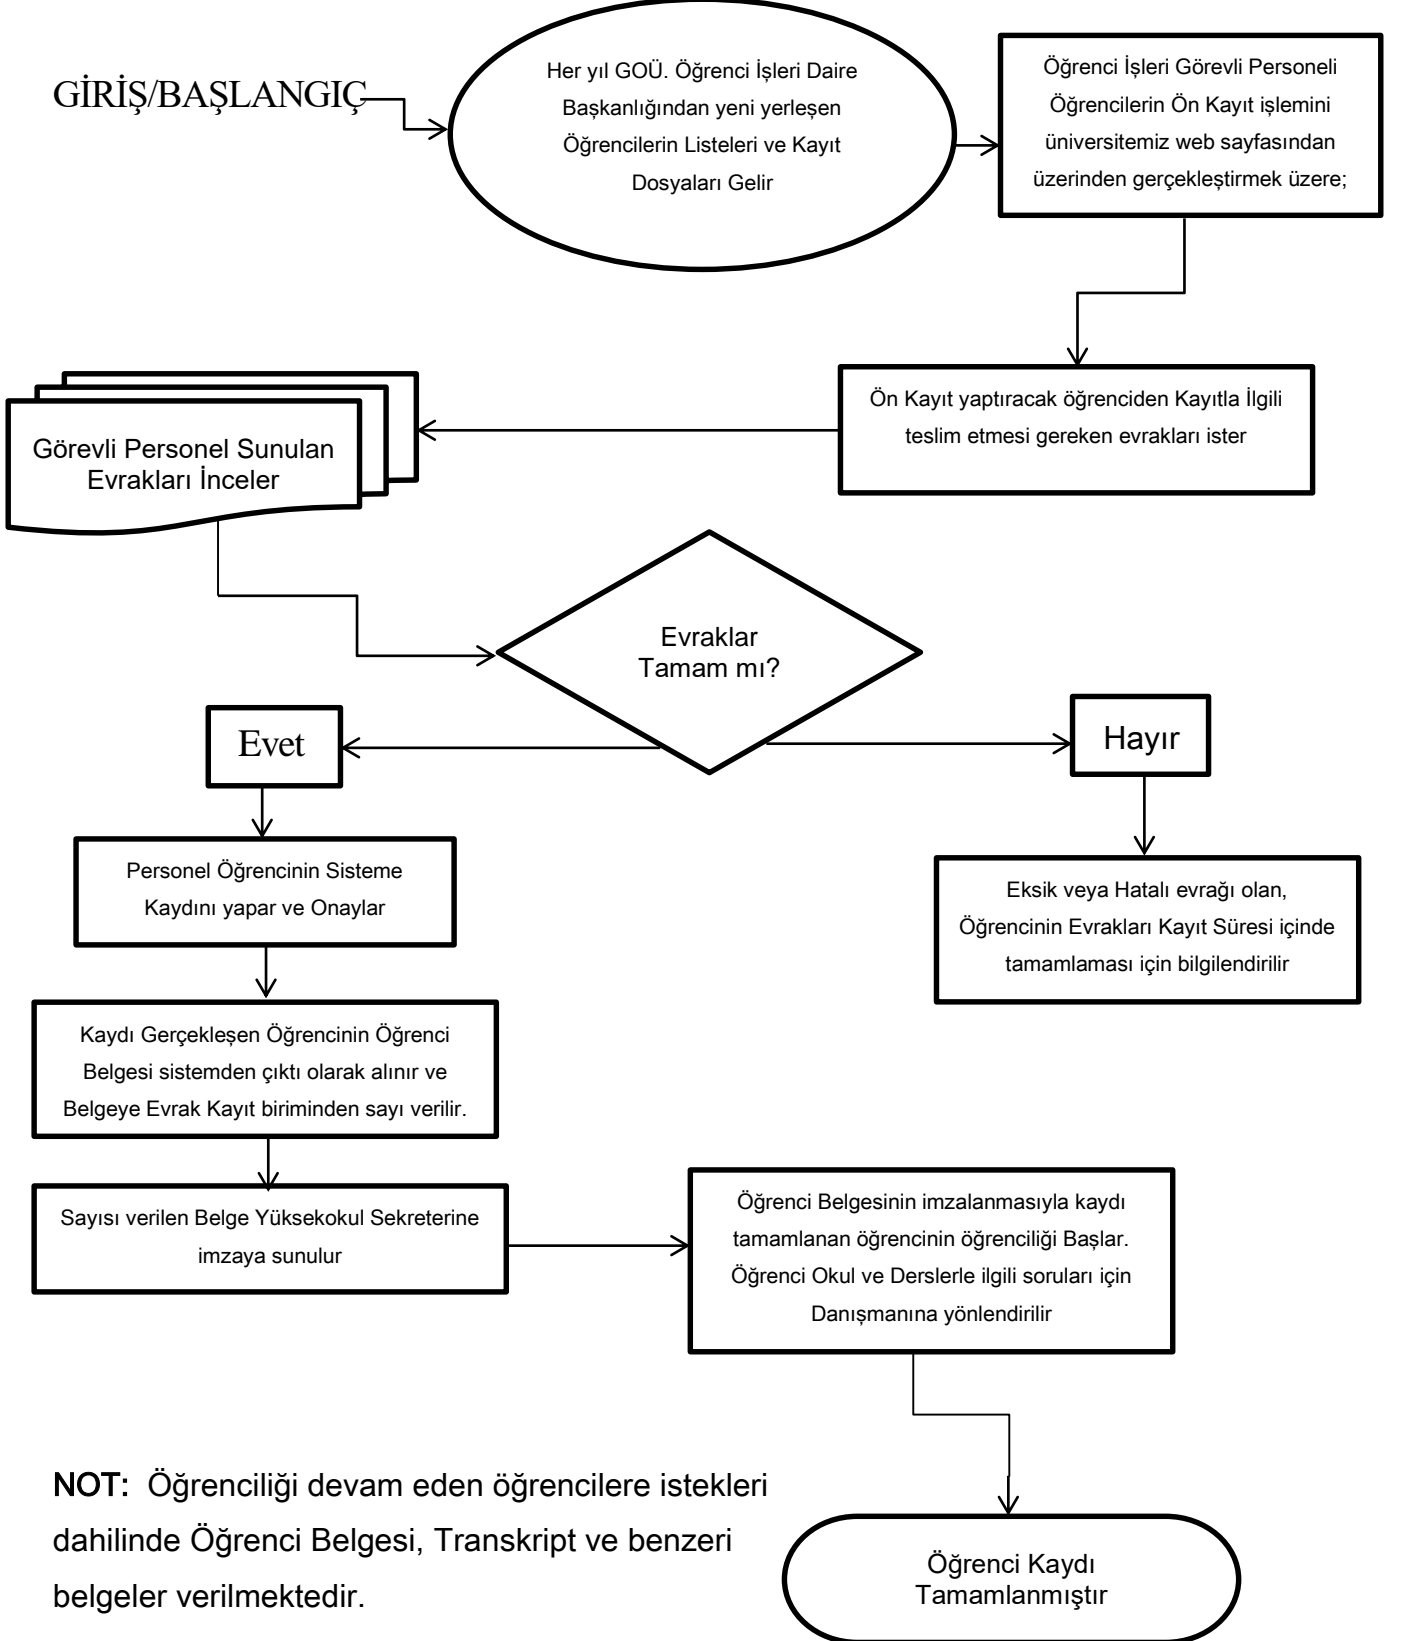 GİRİŞ/BAŞLANGIÇ
Her yıl GOÜ. Öğrenci İşleri Daire
Başkanlığından yeni yerleşen
Öğrencilerin Listeleri ve Kayıt
Dosyaları Gelir
Öğrenci İşleri Görevli Personeli
Öğrencilerin Ön Kayıt işlemini
üniversitemiz web sayfasından
üzerinden gerçekleştirmek üzere;
Ön Kayıt yaptıracak öğrenciden Kayıtla İlgili
teslim etmesi gereken evrakları ister
Görevli Personel Sunulan
Evrakları İnceler
Evraklar
Tamam mı?
Evet
Hayır
Personel Öğrencinin Sisteme
Kaydını yapar ve Onaylar
Eksik veya Hatalı evrağı olan,
Öğrencinin Evrakları Kayıt Süresi içinde
tamamlaması için bilgilendirilir
Kaydı Gerçekleşen Öğrencinin Öğrenci
Belgesi sistemden çıktı olarak alınır ve
Belgeye Evrak Kayıt biriminden sayı verilir.
Sayısı verilen Belge Yüksekokul Sekreterine
imzaya sunulur
Öğrenci Belgesinin imzalanmasıyla kaydı
tamamlanan öğrencinin öğrenciliği Başlar.
Öğrenci Okul ve Derslerle ilgili soruları için
Danışmanına yönlendirilir
NOT: Öğrenciliği devam eden öğrencilere istekleri
dahilinde Öğrenci Belgesi, Transkript ve benzeri
belgeler verilmektedir.
Öğrenci Kaydı
Tamamlanmıştır